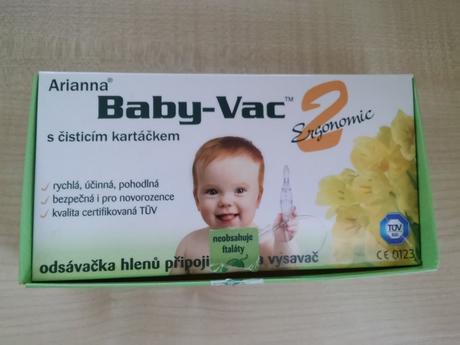 Arianna®
Baby-Vac™ 2
Ergonomic
s čisticím kartáčkem
rychlá, účinná, pohodlná
bezpečná i pro novorozence
kvalita certifikovaná TÜV
neobsahuje
ftaláty
TÜV
odsávačka hlenů připoji vysavač
CE 0123